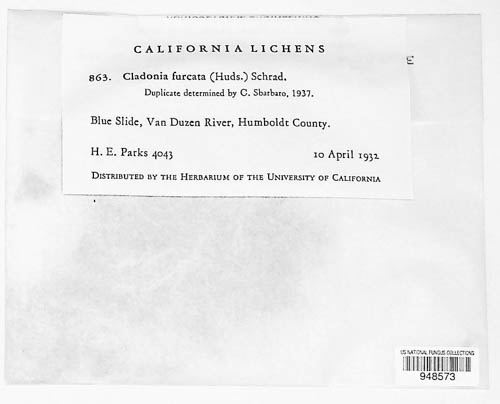 CALIFORNIA LICHENS
863. Cladonia furcata (Huds.) Schrad.
Duplicate determined by C. Sbarbaro, 1937.
Blue Slide, Van Duzen River, Humboldt County.
H. E. Parks 4043 10 April 1932
DISTRIBUTED BY THE HERBARIUM OF THE UNIVERSITY OF CALIFORNIA
US NATIONAL FUNGUS COLLECTIONS
948573